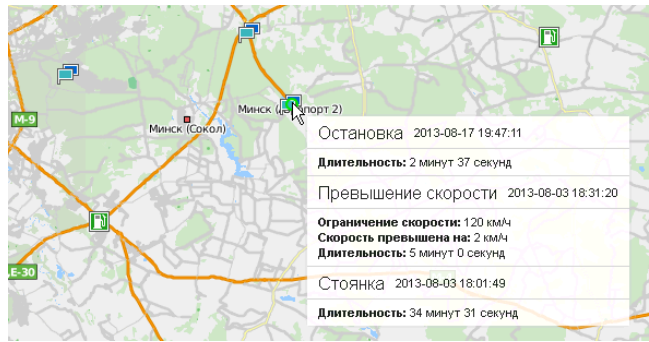 Минск (
порт 2)
М-9
Минск (Сокол)
Остановка 2013-08-17 19:47:11
Длительность: 2 минут 37 секунд
Превышение скорости 2013-08-03 18:31:20
Ограничение скорости: 120 км/ч
Скорость превышена на: 2 км/ч
Длительность: 5 минут 0 секунд
E-30
Стоянка 2013-08-03 18:01:49
Длительность: 34 минут 31 секунд